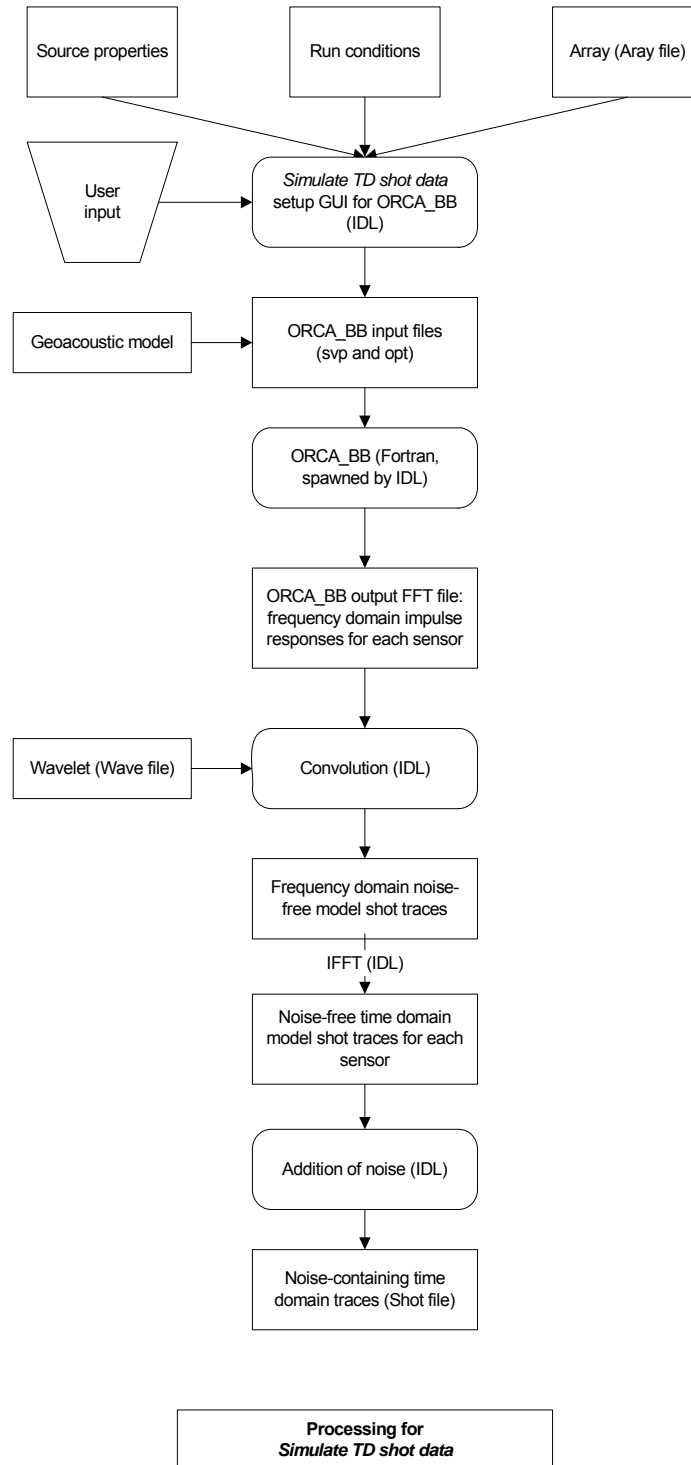 Source properties
Run conditions
Array (Aray file)
User
input
Simulate TD shot data
setup GUI for ORCA_BB
(IDL)
Geoacoustic model
ORCA_BB input files
(svp and opt)
ORCA_BB (Fortran,
spawned by IDL)
ORCA_BB output FFT file:
frequency domain impulse
responses for each sensor
Wavelet (Wave file)
Convolution (IDL)
Frequency domain noise-
free model shot traces
IFFT (IDL)
Noise-free time domain
model shot traces for each
sensor
Addition of noise (IDL)
Noise-containing time
domain traces (Shot file)
Processing for
Simulate TD shot data